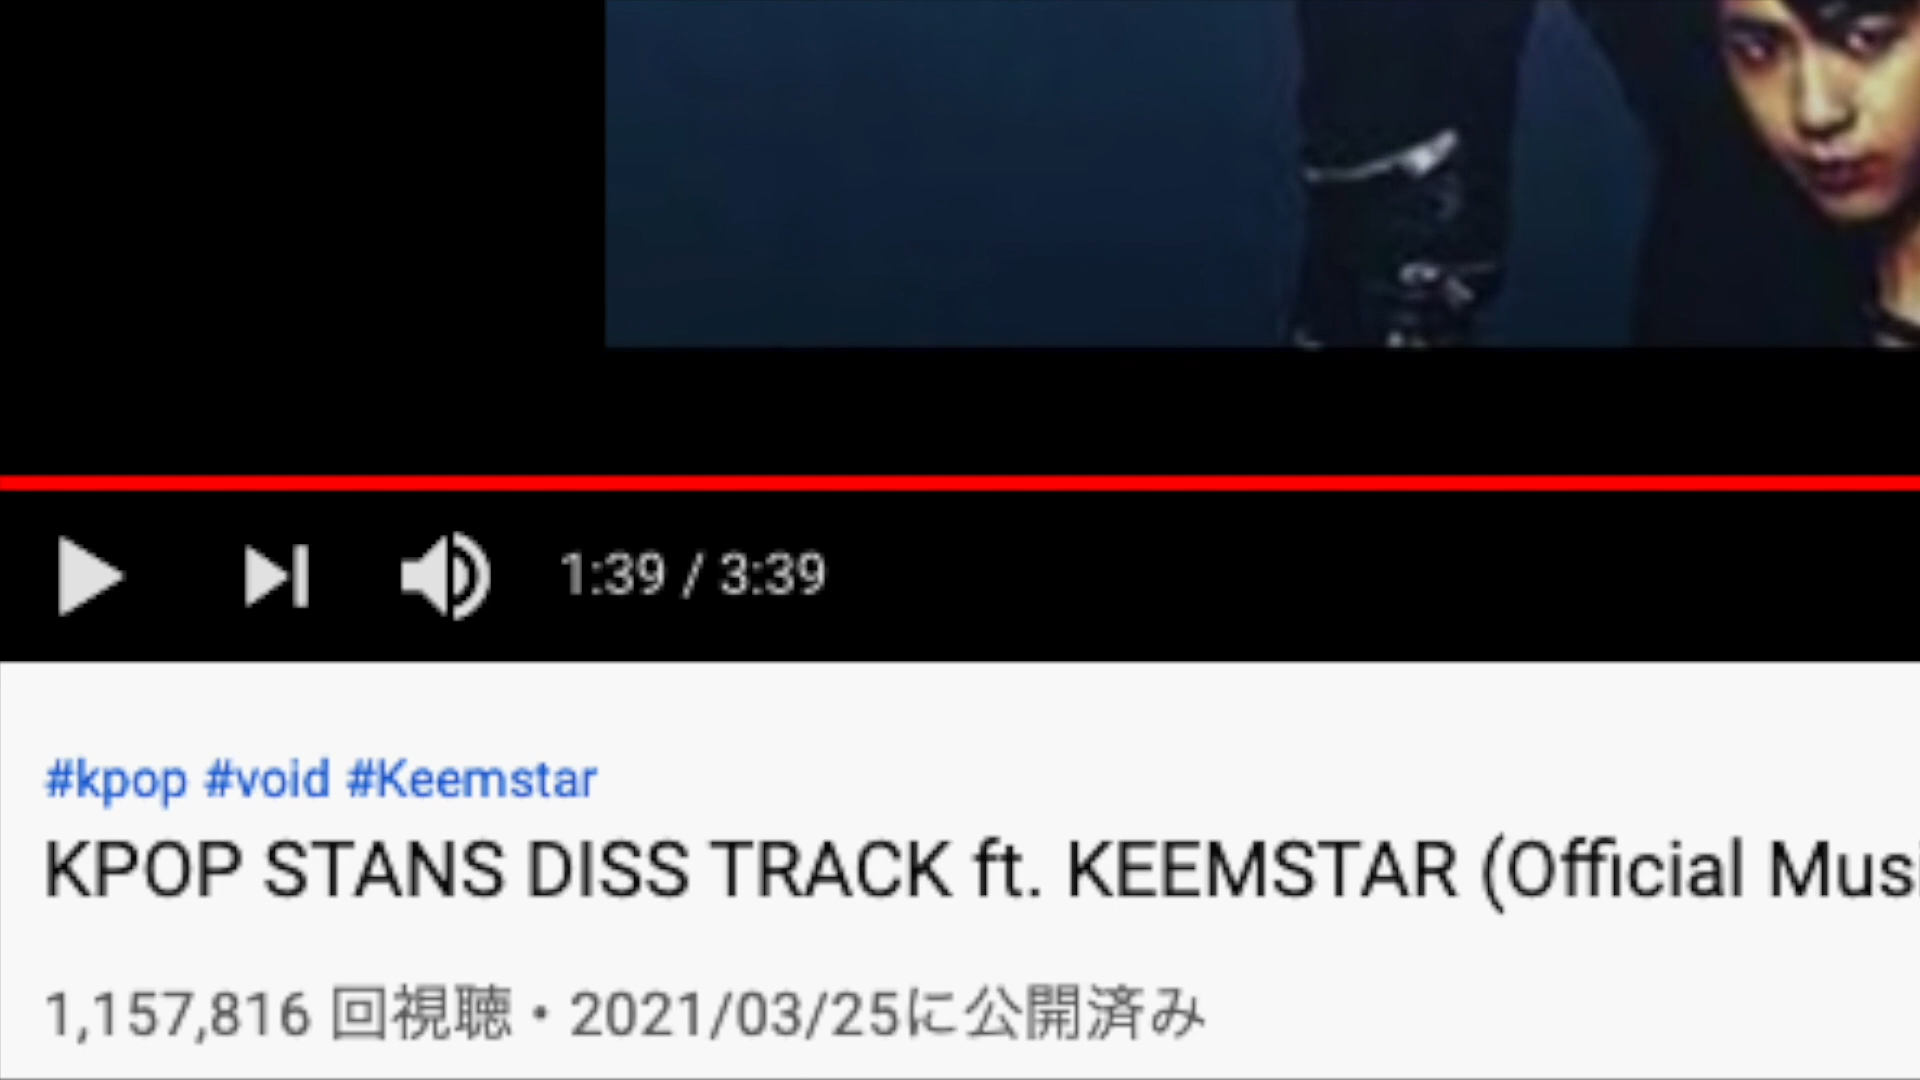 1:39 / 3:39
#kpop #void #Keemstar
KPOP STANS DISS TRACK ft. KEEMSTAR (Official Musi
1,157,816 回視聴・2021/03/25に公開済み